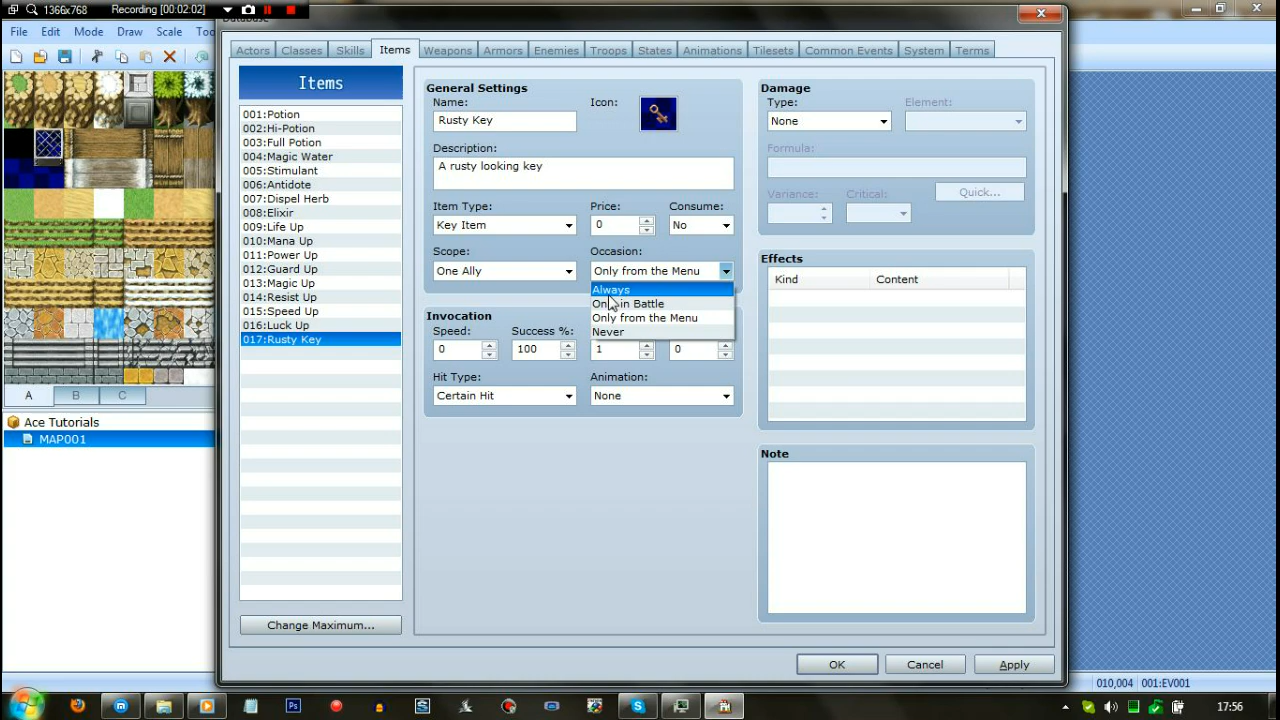 1366x768 Recording [00:02:02]
File Edit Mode Draw Scale
Actors Classes Skills Items Weapons Armors Enemies Troops States Animations Tilesets Common Events System Terms
Items
001:Potion
002:Hi-Potion
003:Full Potion
004:Magic Water
005:Stimulant
006:Antidote
007:Dispel Herb
008:Elixir
009:Life Up
010:Mana Up
011:Power Up
012:Guard Up
013:Magic Up
014:Resist Up
015:Speed Up
016:Luck Up
017:Rusty Key
Change Maximum...
General Settings
Name: Icon:
Rusty Key
Description:
A rusty looking key
Item Type: Price: Consume:
Key Item 0 No
Scope: Occasion:
One Ally Only from the Menu
Always
Only in Battle
Only from the Menu
Never
Invocation
Speed: Success %:
0 100 1 0
Hit Type: Animation:
Certain Hit None
Damage
Type: Element:
None
Formula:
Variance: Critical:
Quick...
Effects
Kind Content
Note
A B C
Ace Tutorials
MAP001
OK Cancel Apply
010,004 001:EV001
17:56